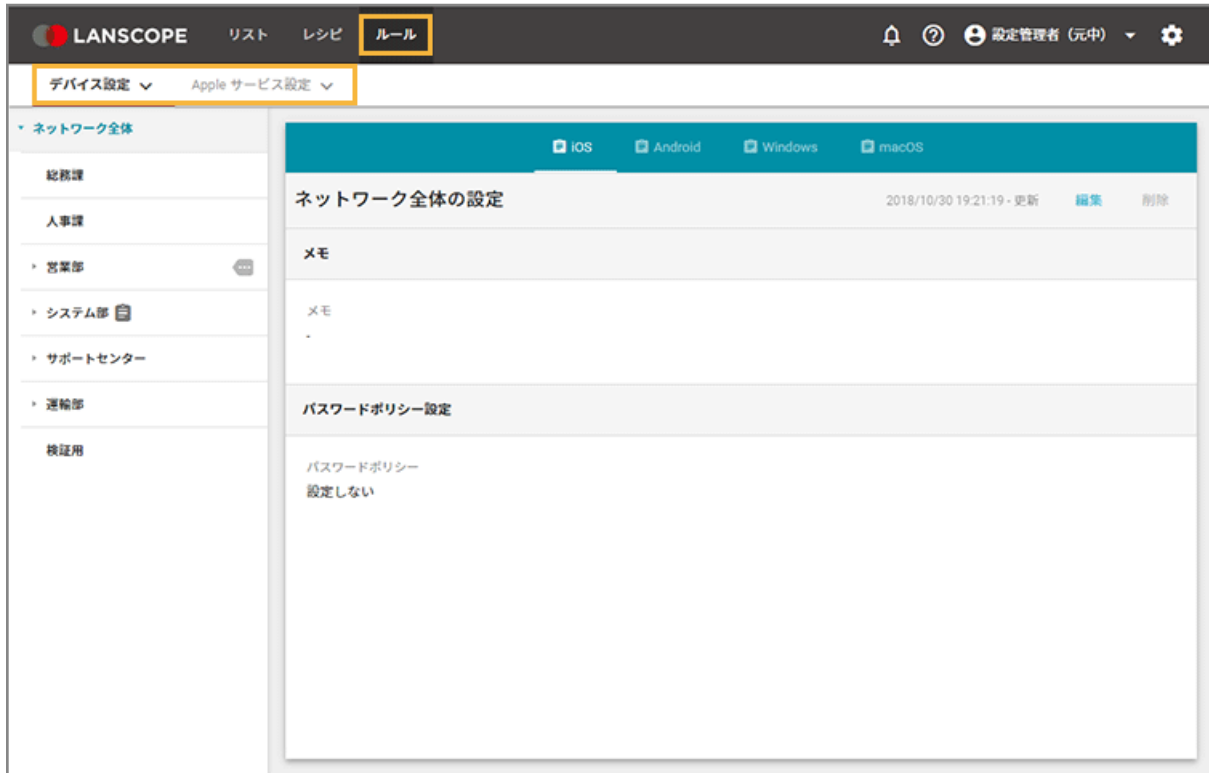 LANSCOPE リスト レシピ ルール 設定管理者（元中）
デバイス設定 Apple サービス設定
ネットワーク全体
総務課
人事課
営業部
システム部
サポートセンター
運輸部
検証用
iOS Android Windows macOS
ネットワーク全体の設定 2018/10/30 19:21:19 - 更新 編集 削除
メモ
メモ
-
パスワードポリシー設定
パスワードポリシー
設定しない